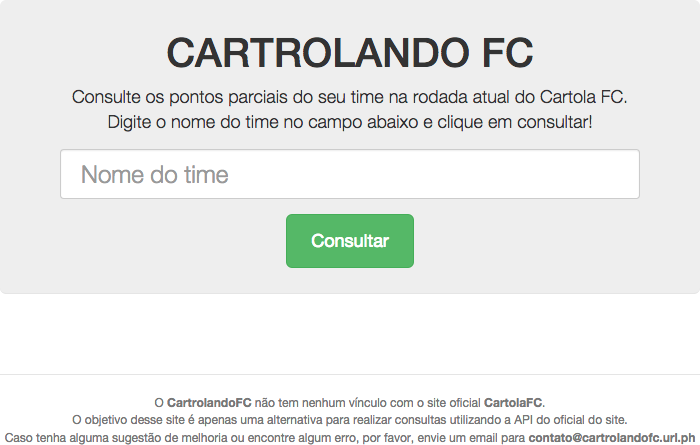 CARTROLANDO FC
Consulte os pontos parciais do seu time na rodada atual do Cartola FC.
Digite o nome do time no campo abaixo e clique em consultar!
Nome do time
Consultar
O CartrolandoFC não tem nenhum vínculo com o site oficial CartolaFC.
O objetivo desse site é apenas uma alternativa para realizar consultas utilizando a API do oficial do site.
Caso tenha alguma sugestão de melhoria ou encontre algum erro, por favor, envie um email para contato@cartrolandofc.url.ph